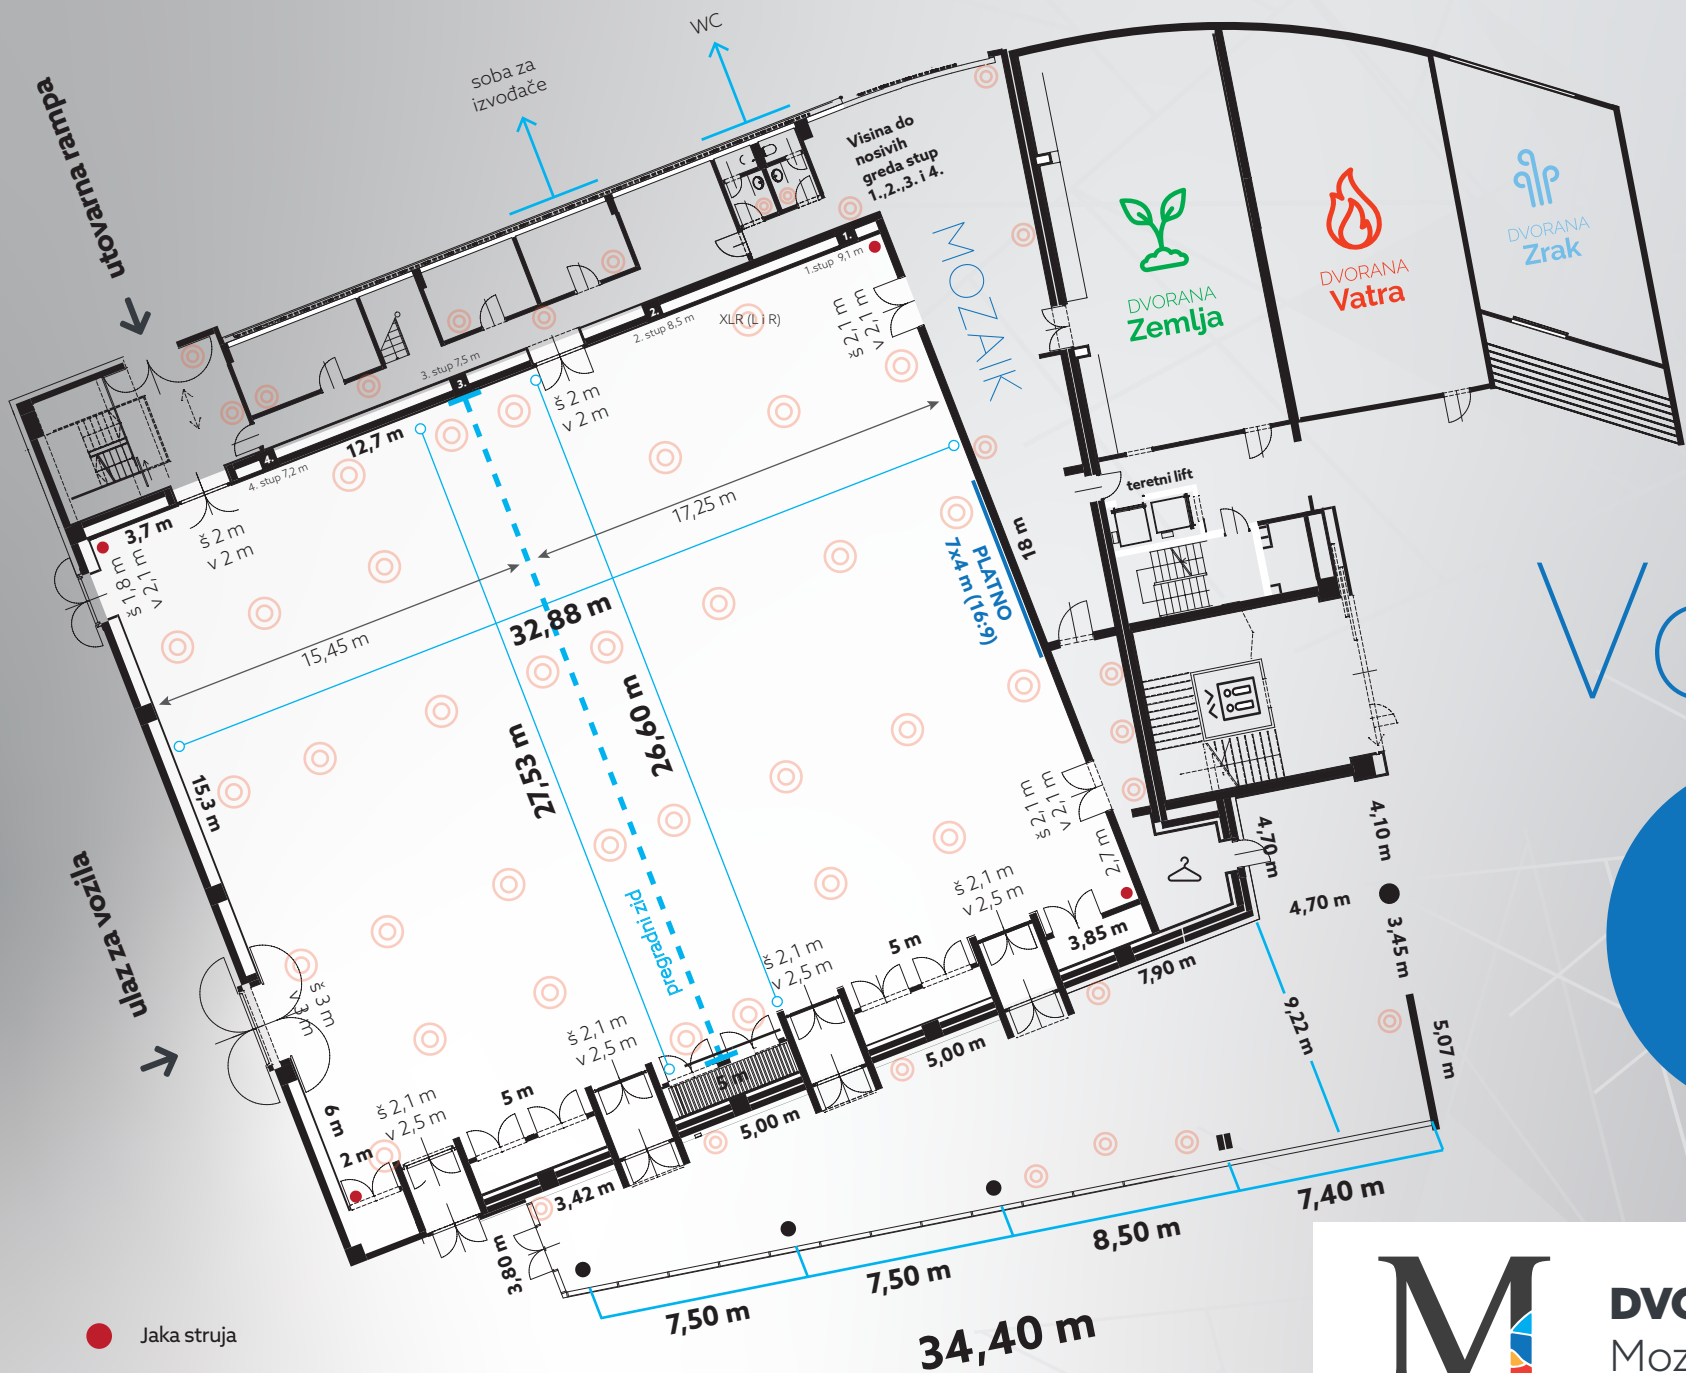 WC
soba za
izvođače
utovarna rampa
Visina do
nosivih
greda stup
1.,2.,3. i 4.
MOZAIK
DVORANA
Zemlja
DVORANA
Vatra
DVORANA
Zrak
1.
1.stup 9,1 m
2.
2. stup 8,5 m
XLR (L i R)
š 2,1 m
v 2,1 m
3. stup 7,5 m
3.
š 2 m
v 2 m
12,7 m
4.
4. stup 7,2 m
3,7 m
š 2 m
v 2 m
š 1,8 m
v 2,1 m
17,25 m
teretni lift
18 m
PLATNO
7x4 m (16:9)
32,88 m
15,45 m
27,53 m
26,60 m
15,3 m
pregradni zid
š 2,1 m
v 2,1 m
2,7 m
4,70 m
4,10 m
4,70 m
3,45 m
ulaz za vozila
š 3 m
v 3 m
š 2,1 m
v 2,5 m
3,85 m
5 m
7,90 m
š 2,1 m
v 2,5 m
9,22 m
5,07 m
š 2,1 m
v 2,5 m
5,00 m
5 m
5,00 m
6 m
2 m
š 2,1 m
v 2,5 m
5 m
3,42 m
3,80 m
7,50 m
7,50 m
8,50 m
7,40 m
34,40 m
Jaka struja
M